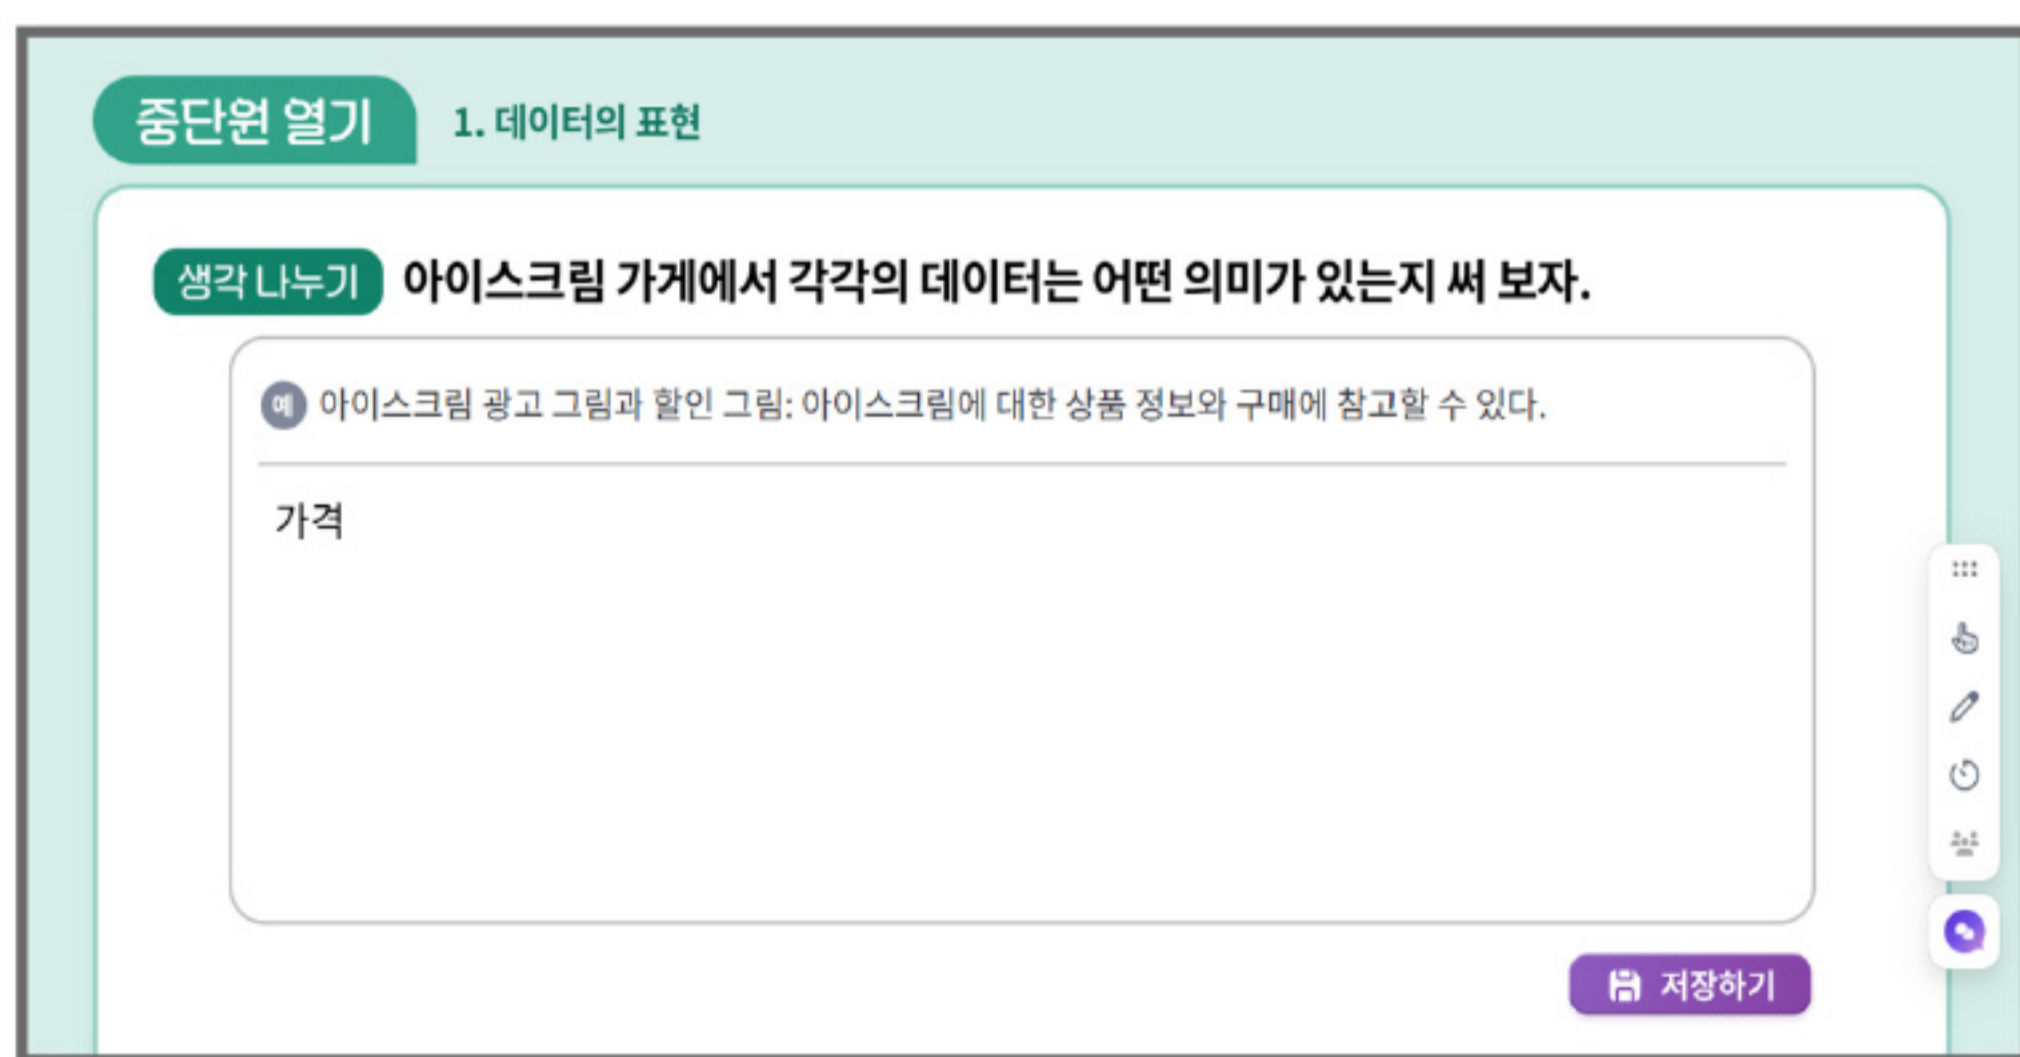 중단원 열기
1. 데이터의 표현
생각 나누기 아이스크림 가게에서 각각의 데이터는 어떤 의미가 있는지 써 보자.
예 아이스크림 광고 그림과 할인 그림: 아이스크림에 대한 상품 정보와 구매에 참고할 수 있다.
가격
저장하기